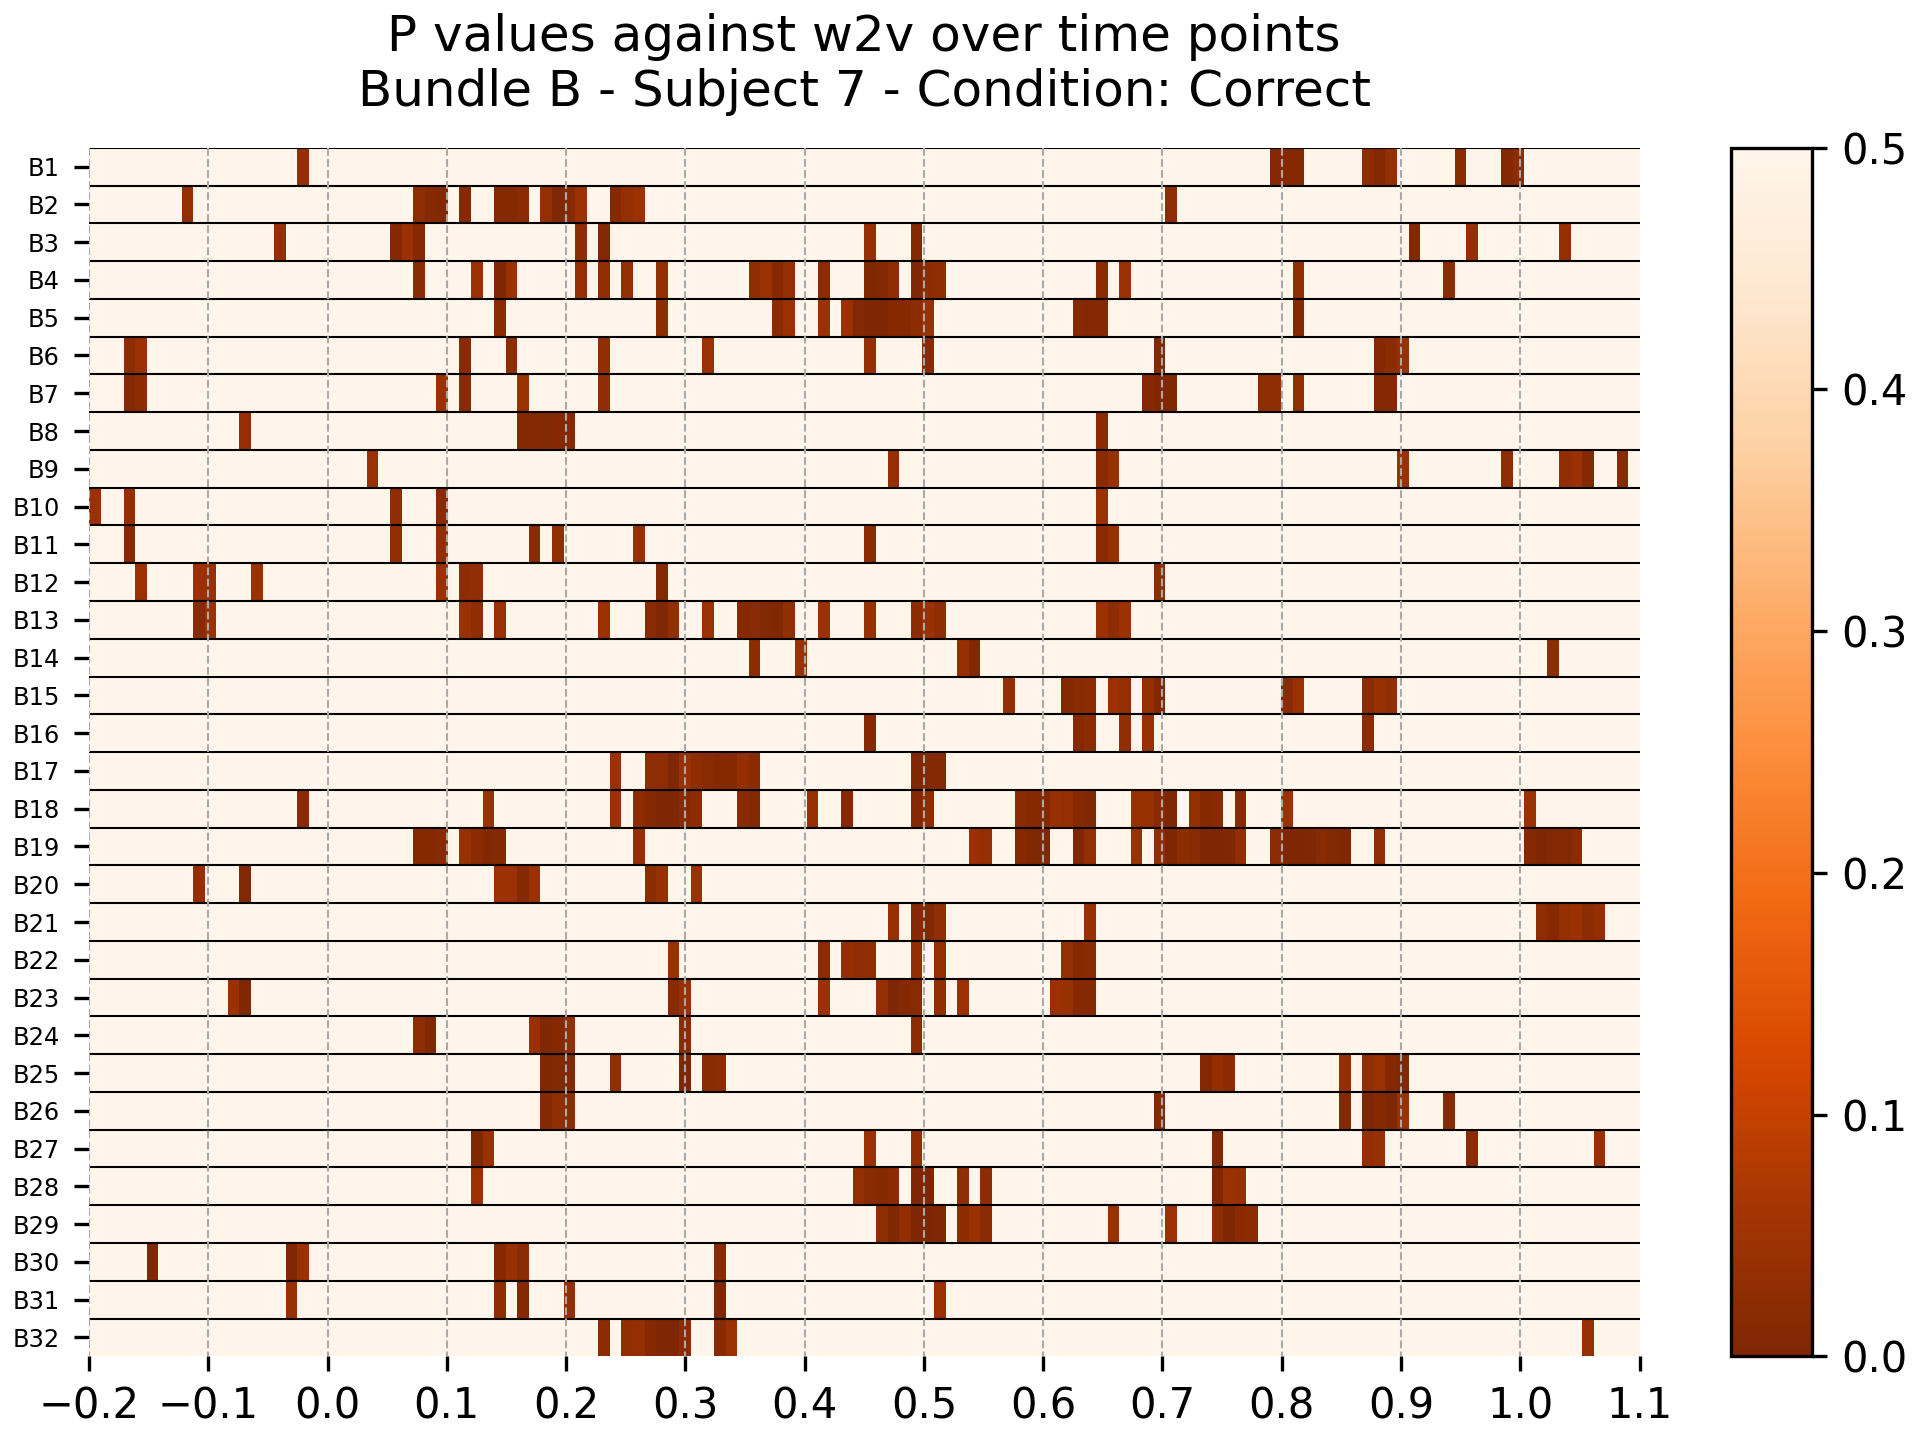 P values against w2v over time points
Bundle B - Subject 7 - Condition: Correct
B1
B2
B3
B4
B5
B6
B7
B8
B9
B10
B11
B12
B13
B14
B15
B16
B17
B18
B19
B20
B21
B22
B23
B24
B25
B26
B27
B28
B29
B30
B31
B32
−0.2 −0.1 0.0 0.1 0.2 0.3 0.4 0.5 0.6 0.7 0.8 0.9 1.0 1.1
0.5
0.4
0.3
0.2
0.1
0.0